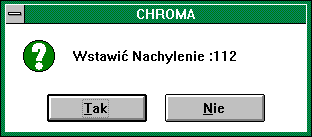 CHROMA
Wstawić Nachylenie :112
Tak
Nie